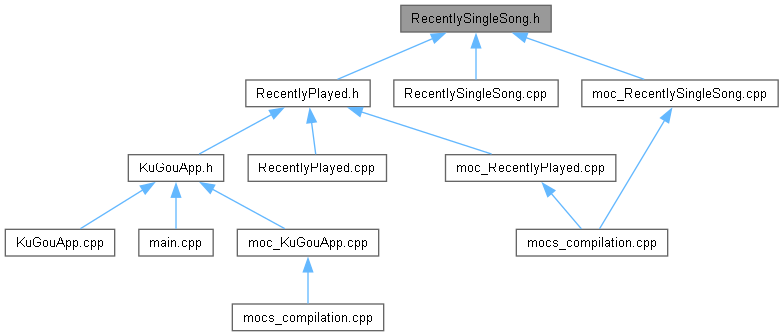 RecentlySingleSong.h
RecentlyPlayed.h
RecentlySingleSong.cpp
moc_RecentlySingleSong.cpp
KuGouApp.h
RecentlyPlayed.cpp
moc_RecentlyPlayed.cpp
KuGouApp.cpp
main.cpp
moc_KuGouApp.cpp
mocs_compilation.cpp
mocs_compilation.cpp